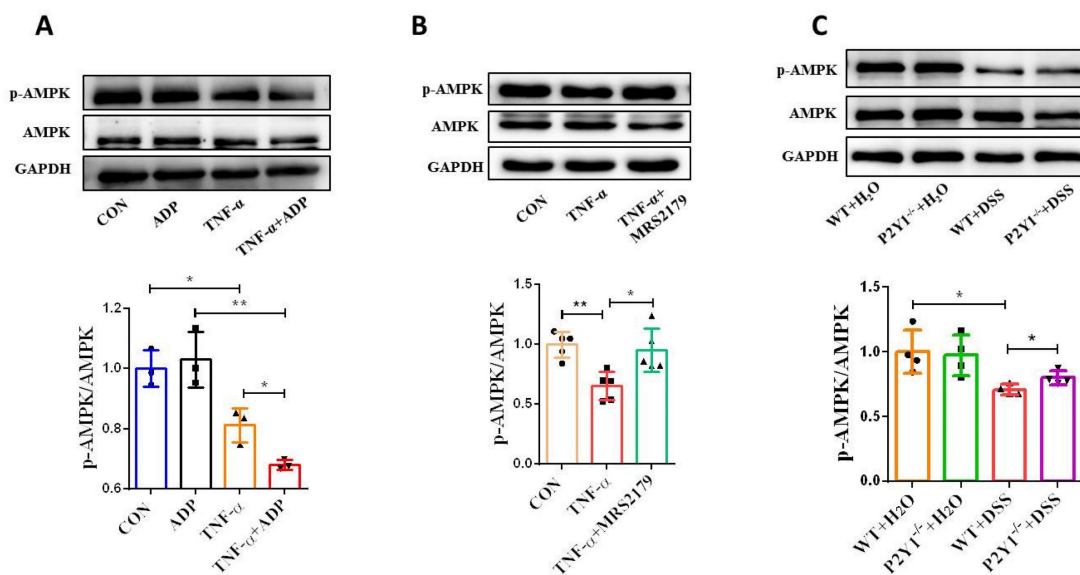 A
p-AMPK
AMPK
GAPDH
CON ADP TNF-α TNF-α+ADP
p-AMPK/AMPK
1.2
1.0
0.8
0.6
* ** *
CON ADP TNF-α TNF-α+ADP
B
p-AMPK
AMPK
GAPDH
CON TNF-α TNF-α+
MRS2179
p-AMPK/AMPK
1.5
1.0
0.5
0.0
** *
CON TNF-α TNF-α+MRS2179
C
p-AMPK
AMPK
GAPDH
WT+H₂O P2Y1⁻/⁻+H₂O WT+DSS P2Y1⁻/⁻+DSS
p-AMPK/AMPK
1.5
1.0
0.5
0.0
* *
WT+H2O P2Y1⁻/⁻+H2O WT+DSS P2Y1⁻/⁻+DSS